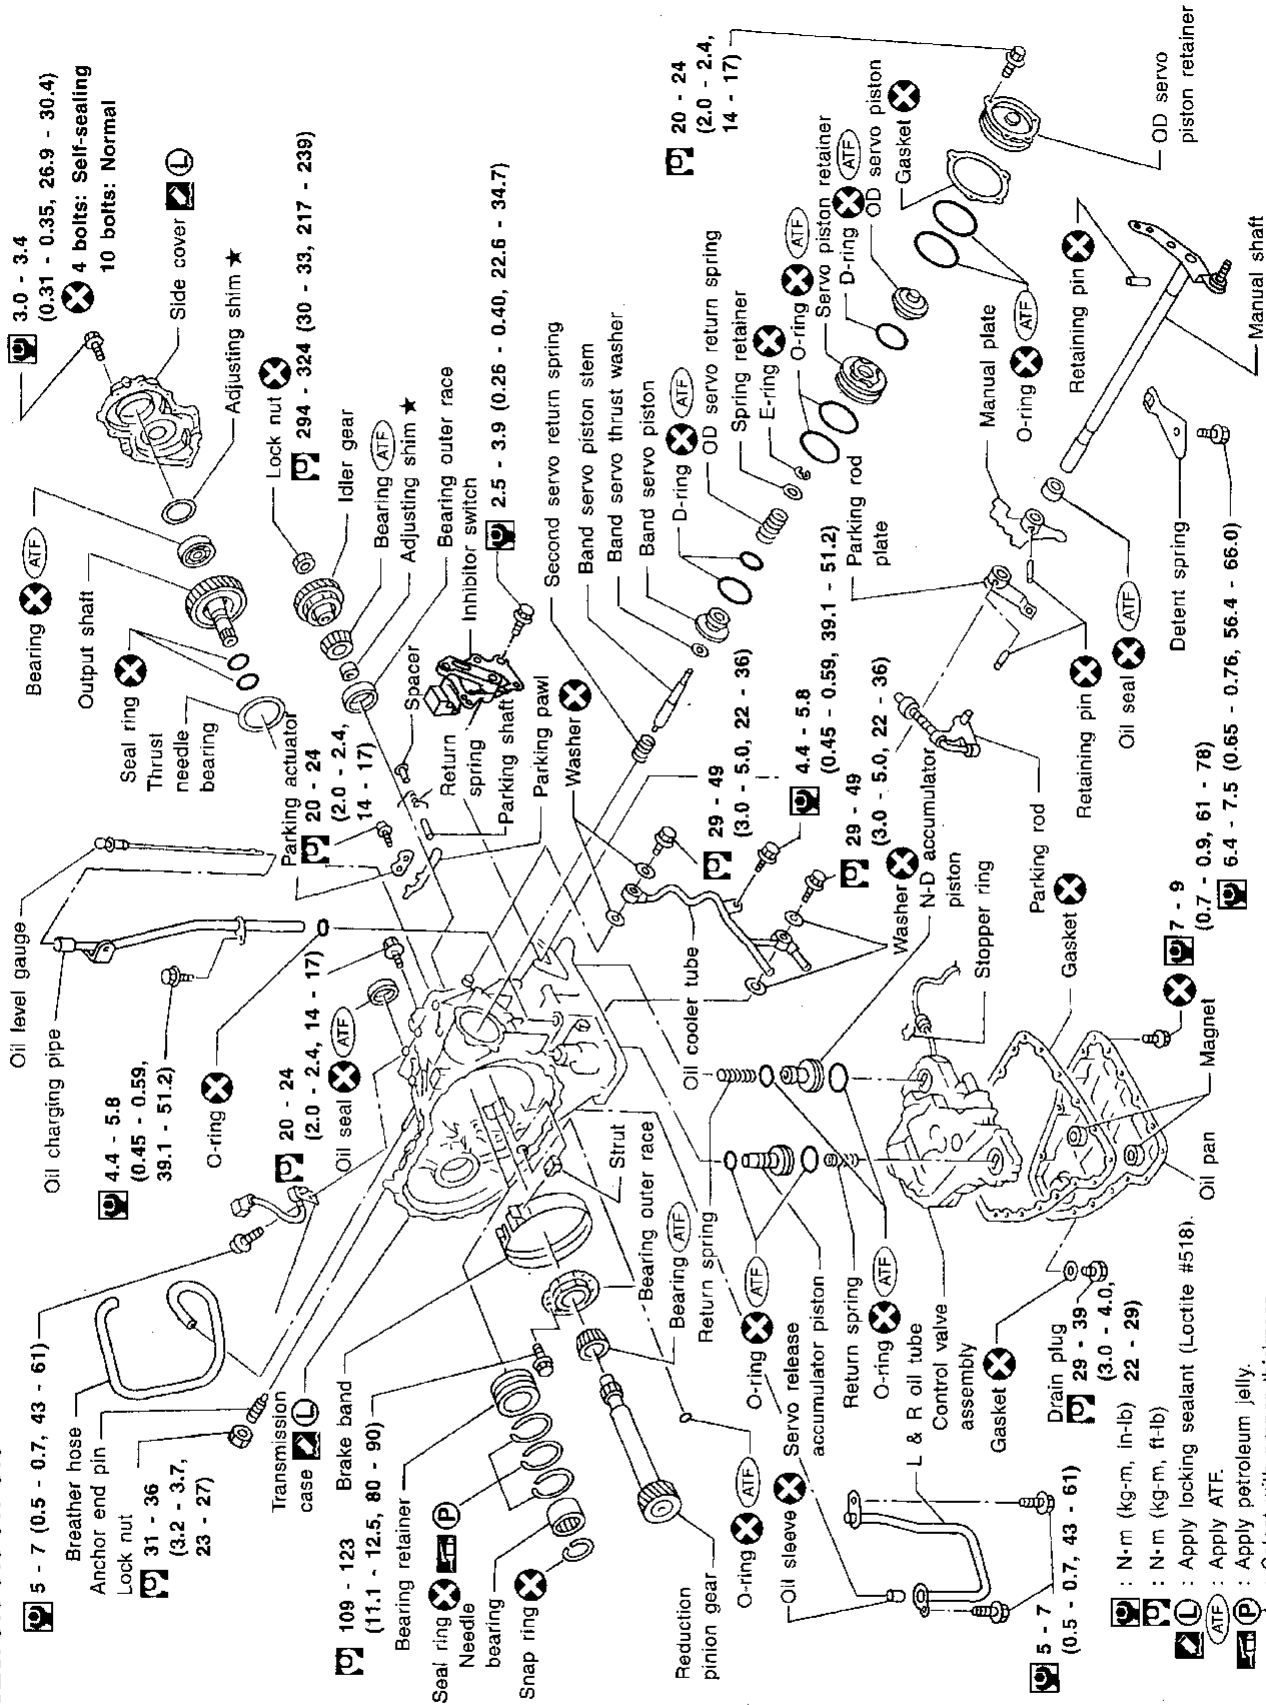 3.0 - 3.4
(0.31 - 0.35, 26.9 - 30.4)
4 bolts: Self-sealing
10 bolts: Normal
Side cover L
Adjusting shim ★
Bearing ATF
Output shaft
Seal ring
Thrust
needle
bearing
Lock nut
294 - 324 (30 - 33, 217 - 239)
Idler gear
Bearing ATF
Adjusting shim ★
Bearing outer race
Inhibitor switch
2.5 - 3.9 (0.26 - 0.40, 22.6 - 34.7)
Parking actuator
20 - 24
(2.0 - 2.4,
14 - 17)
Spacer
Return
spring
Parking shaft
Parking pawl
Washer
Second servo return spring
Band servo piston stem
Band servo thrust washer
Band servo piston
D-ring ATF
OD servo return spring
Spring retainer
E-ring
O-ring ATF
Servo piston retainer
D-ring ATF
OD servo piston
Gasket
20 - 24
(2.0 - 2.4,
14 - 17)
OD servo
piston retainer
Oil level gauge
Oil charging pipe
4.4 - 5.8
(0.45 - 0.59,
39.1 - 51.2)
O-ring
20 - 24
(2.0 - 2.4, 14 - 17)
Oil seal ATF
29 - 49
(3.0 - 5.0, 22 - 36)
4.4 - 5.8
(0.45 - 0.59, 39.1 - 51.2)
29 - 49
(3.0 - 5.0, 22 - 36)
Washer
Oil cooler tube
N-D accumulator
piston
Stopper ring
Parking rod
plate
Manual plate
O-ring ATF
Retaining pin
Manual shaft
Detent spring
Oil seal ATF
Retaining pin
Parking rod
6.4 - 7.5 (0.65 - 0.76, 56.4 - 66.0)
Gasket
7 - 9
(0.7 - 0.9, 61 - 78)
Magnet
Oil pan
5 - 7 (0.5 - 0.7, 43 - 61)
Breather hose
Anchor end pin
Lock nut
31 - 36
(3.2 - 3.7,
23 - 27)
Transmission
case L
Strut
Bearing outer race
Bearing ATF
Return spring
Brake band
109 - 123
(11.1 - 12.5, 80 - 90)
Bearing retainer
Seal ring P
Needle
bearing
Snap ring
Reduction
pinion gear
O-ring ATF
Oil sleeve
O-ring ATF
Servo release
accumulator piston
Return spring
O-ring ATF
L & R oil tube
Control valve
assembly
Gasket
Drain plug
29 - 39
(3.0 - 4.0,
22 - 29)
5 - 7
(0.5 - 0.7, 43 - 61)
: N•m (kg-m, in-lb)
: N•m (kg-m, ft-lb)
L : Apply locking sealant (Loctite #518).
ATF : Apply ATF.
P : Apply petroleum jelly.